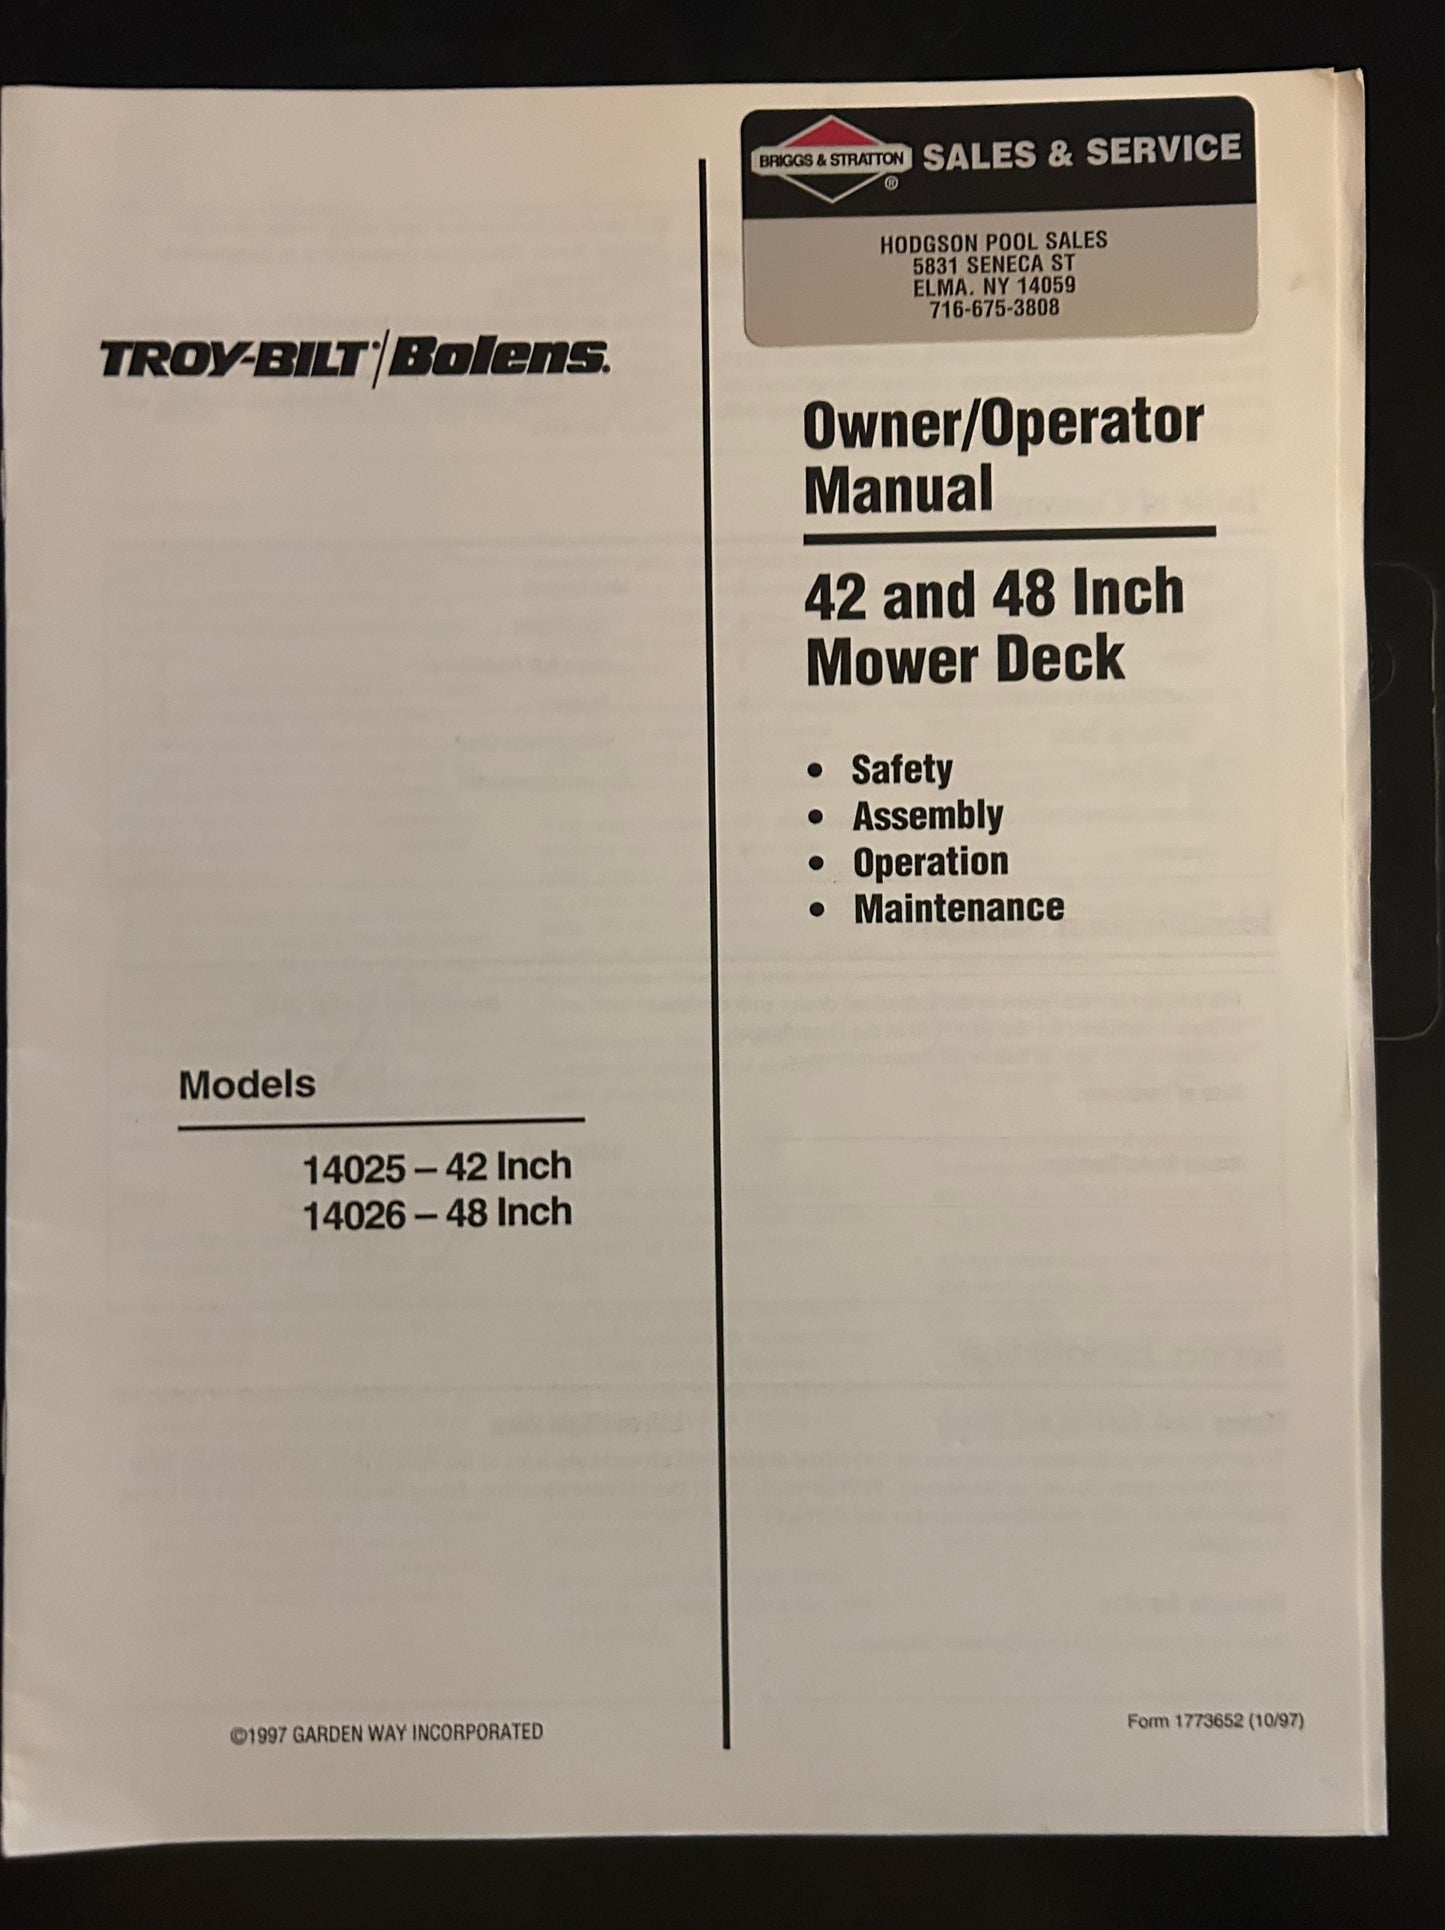 BRIGGS & STRATTON ® SALES & SERVICE
HODGSON POOL SALES
5831 SENECA ST
ELMA. NY 14059
716-675-3808
TROY-BILT®/Bolens®
Owner/Operator
Manual
42 and 48 Inch
Mower Deck
• Safety
• Assembly
• Operation
• Maintenance
Models
14025 – 42 Inch
14026 – 48 Inch
©1997 GARDEN WAY INCORPORATED
Form 1773652 (10/97)